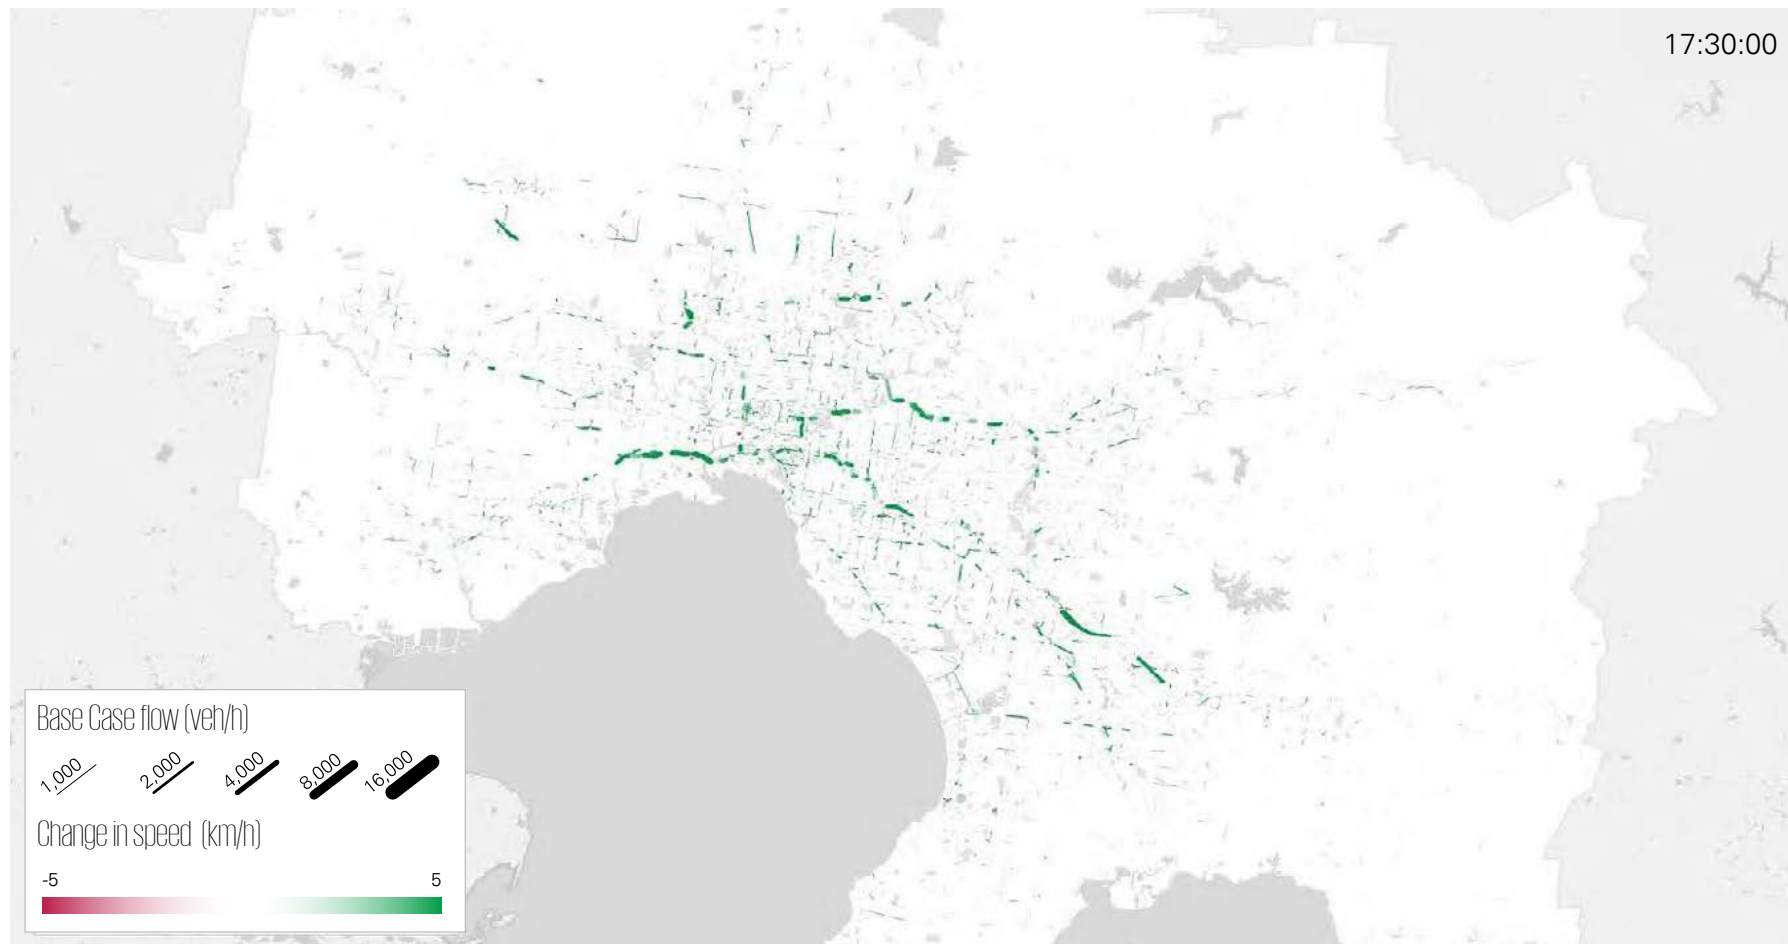 17:30:00
Base Case flow (veh/h)
1,000 2,000 4,000 8,000 16,000
Change in speed (km/h)
-5 5